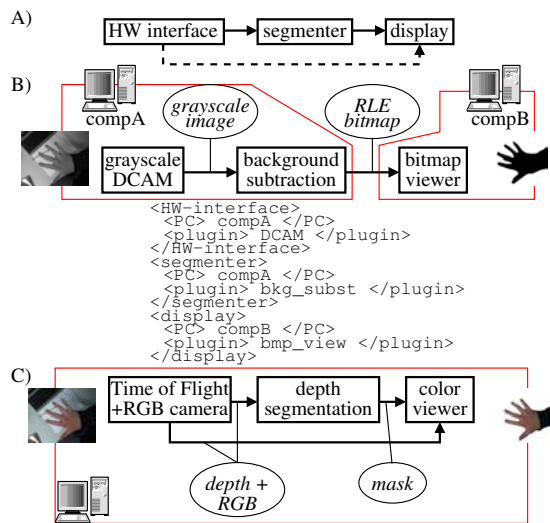 A)
HW interface
segmenter
display
B)
compA
grayscale
image
RLE
bitmap
compB
grayscale
DCAM
background
subtraction
bitmap
viewer
<HW-interface>
<PC> compA </PC>
<plugin> DCAM </plugin>
</HW-interface>
<segmenter>
<PC> compA </PC>
<plugin> bkg_subst </plugin>
</segmenter>
<display>
<PC> compB </PC>
<plugin> bmp_view </plugin>
</display>
C)
Time of Flight
+RGB camera
depth
segmentation
color
viewer
depth +
RGB
mask